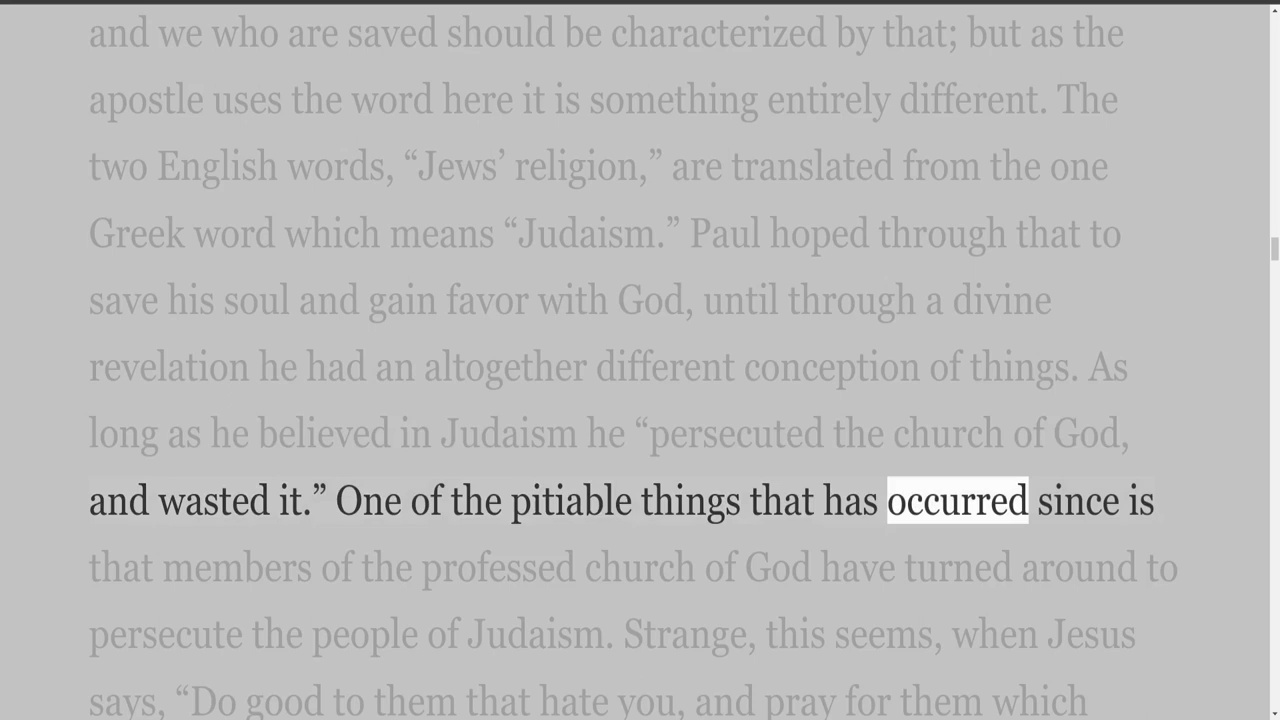 and we who are saved should be characterized by that; but as the
apostle uses the word here it is something entirely different. The
two English words, “Jews’ religion,” are translated from the one
Greek word which means “Judaism.” Paul hoped through that to
save his soul and gain favor with God, until through a divine
revelation he had an altogether different conception of things. As
long as he believed in Judaism he “persecuted the church of God,
and wasted it.” One of the pitiable things that has occurred since is
that members of the professed church of God have turned around to
persecute the people of Judaism. Strange, this seems, when Jesus
says, “Do good to them that hate you, and pray for them which